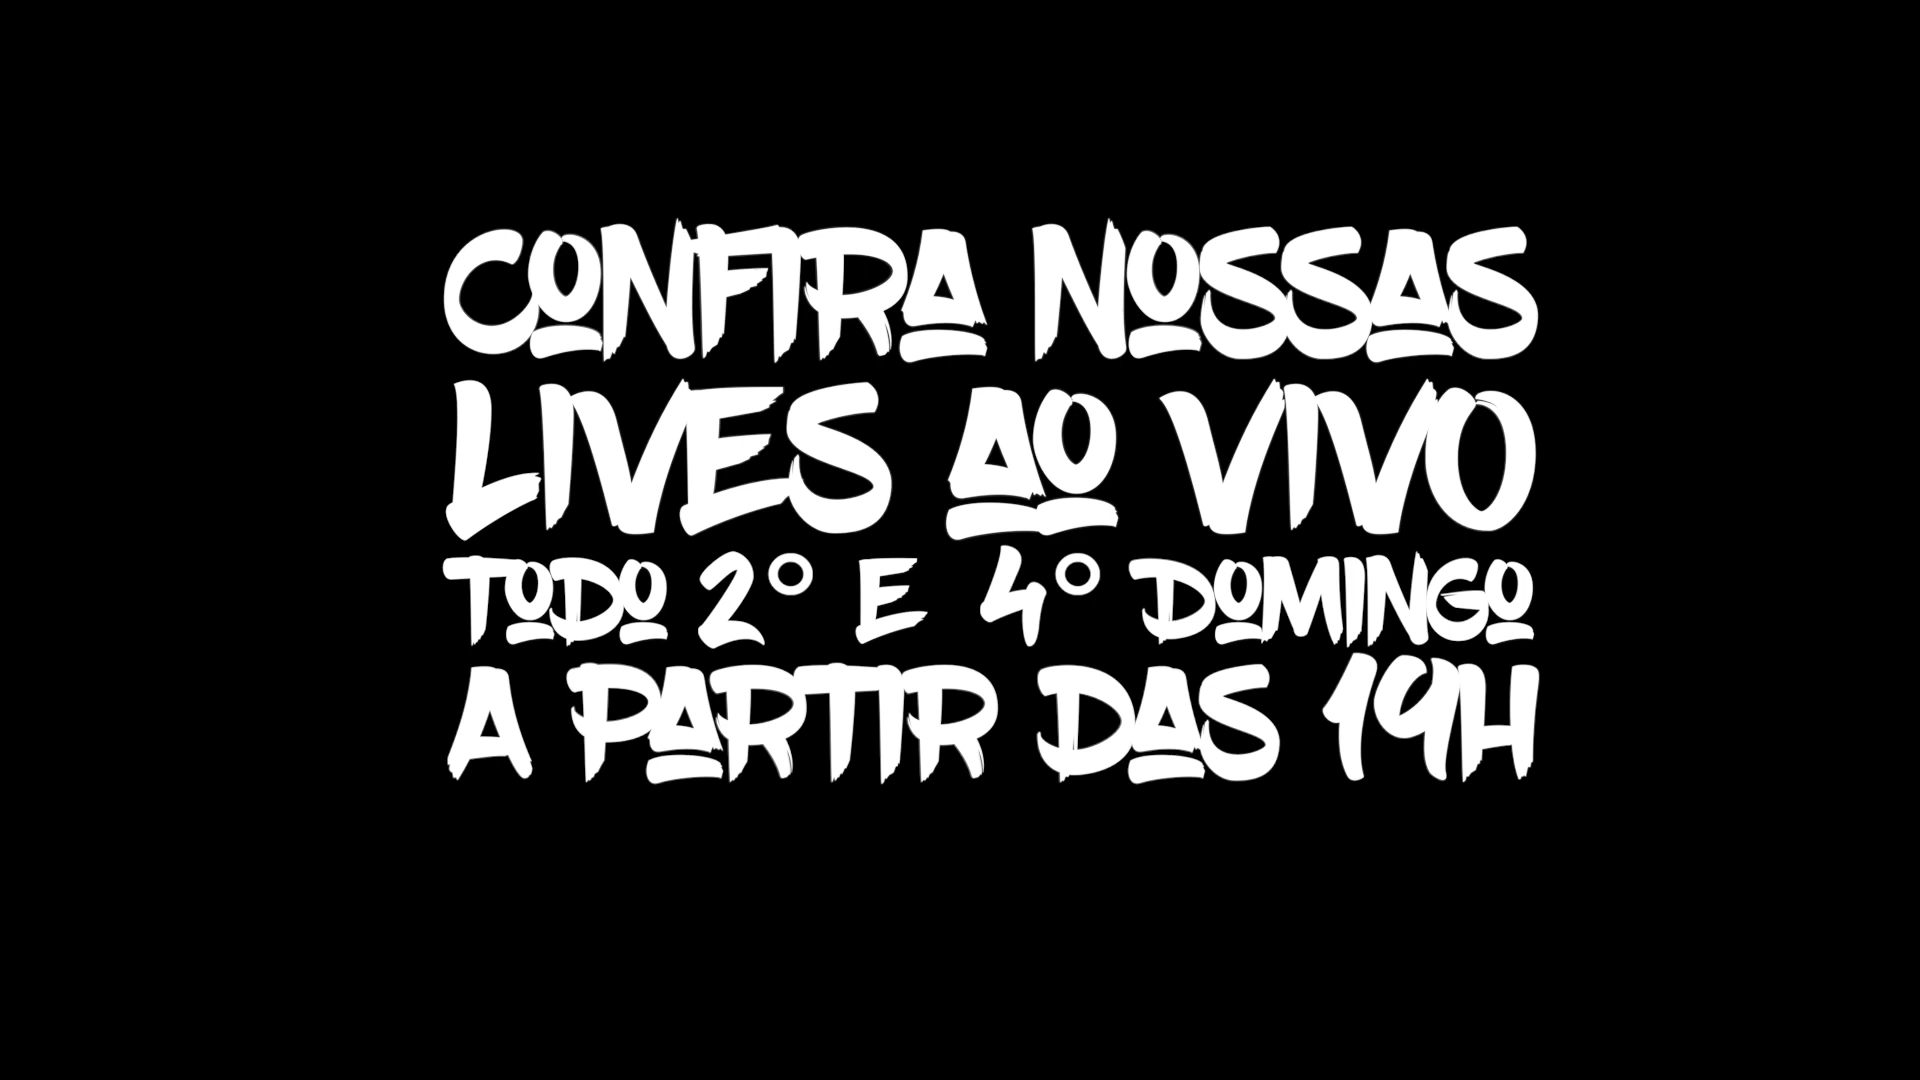 CONFIRA NOSSAS
LIVES AO VIVO
TODO 2° E 4° DOMINGO
A PARTIR DAS 19H